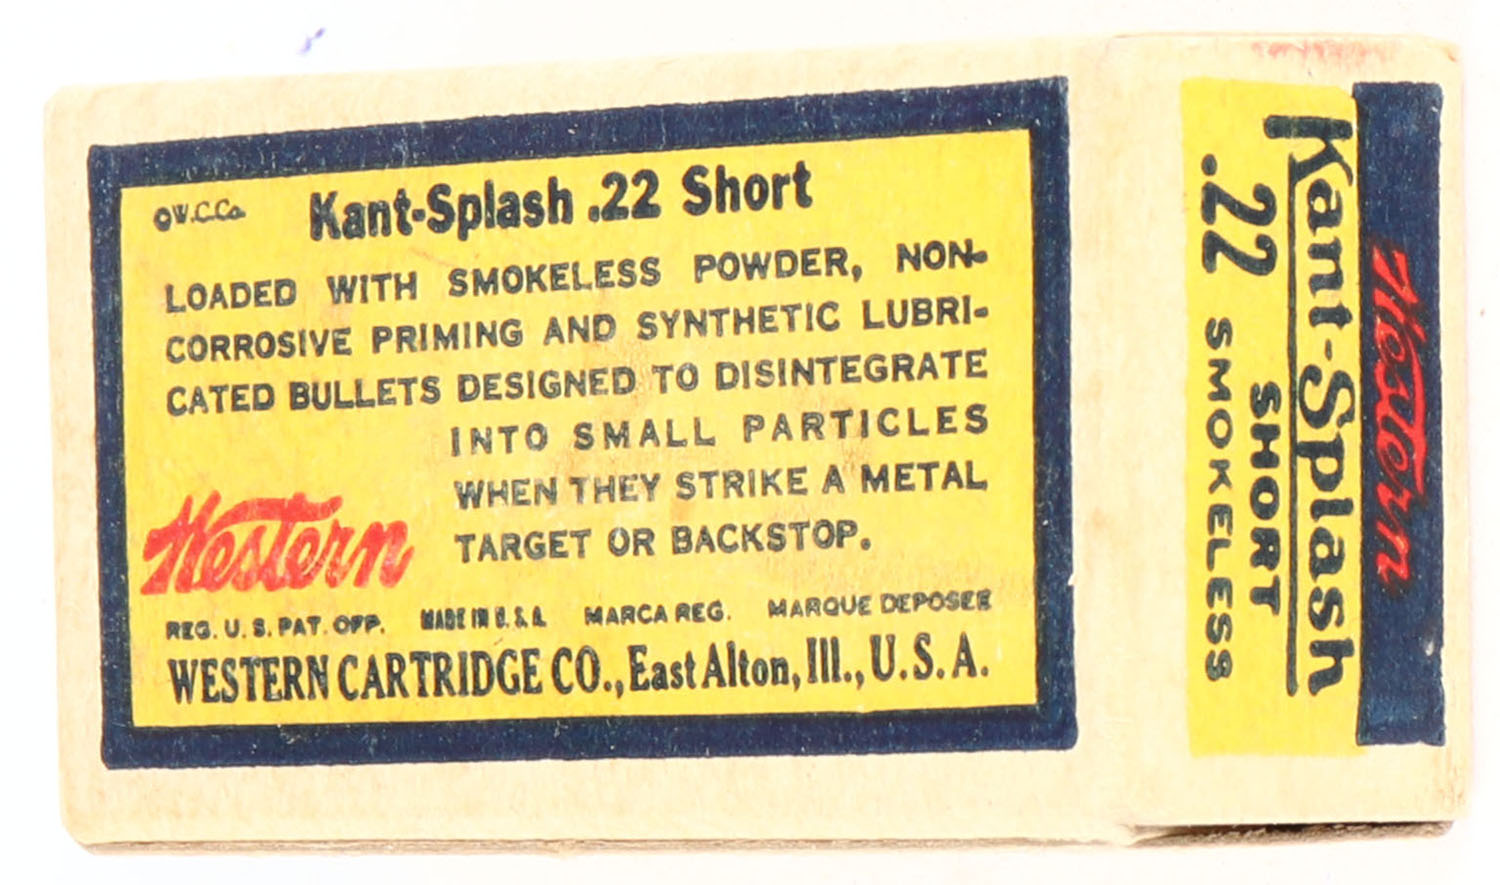 ©W.C.Co.
Kant-Splash .22 Short
LOADED WITH SMOKELESS POWDER, NON-
CORROSIVE PRIMING AND SYNTHETIC LUBRI-
CATED BULLETS DESIGNED TO DISINTEGRATE
INTO SMALL PARTICLES
WHEN THEY STRIKE A METAL
TARGET OR BACKSTOP.
Western
REG. U. S. PAT. OFF. MADE IN U. S. A. MARCA REG. MARQUE DEPOSEE
WESTERN CARTRIDGE CO., East Alton, Ill., U. S. A.
Western
Kant-Splash
.22 SHORT
.22 SMOKELESS